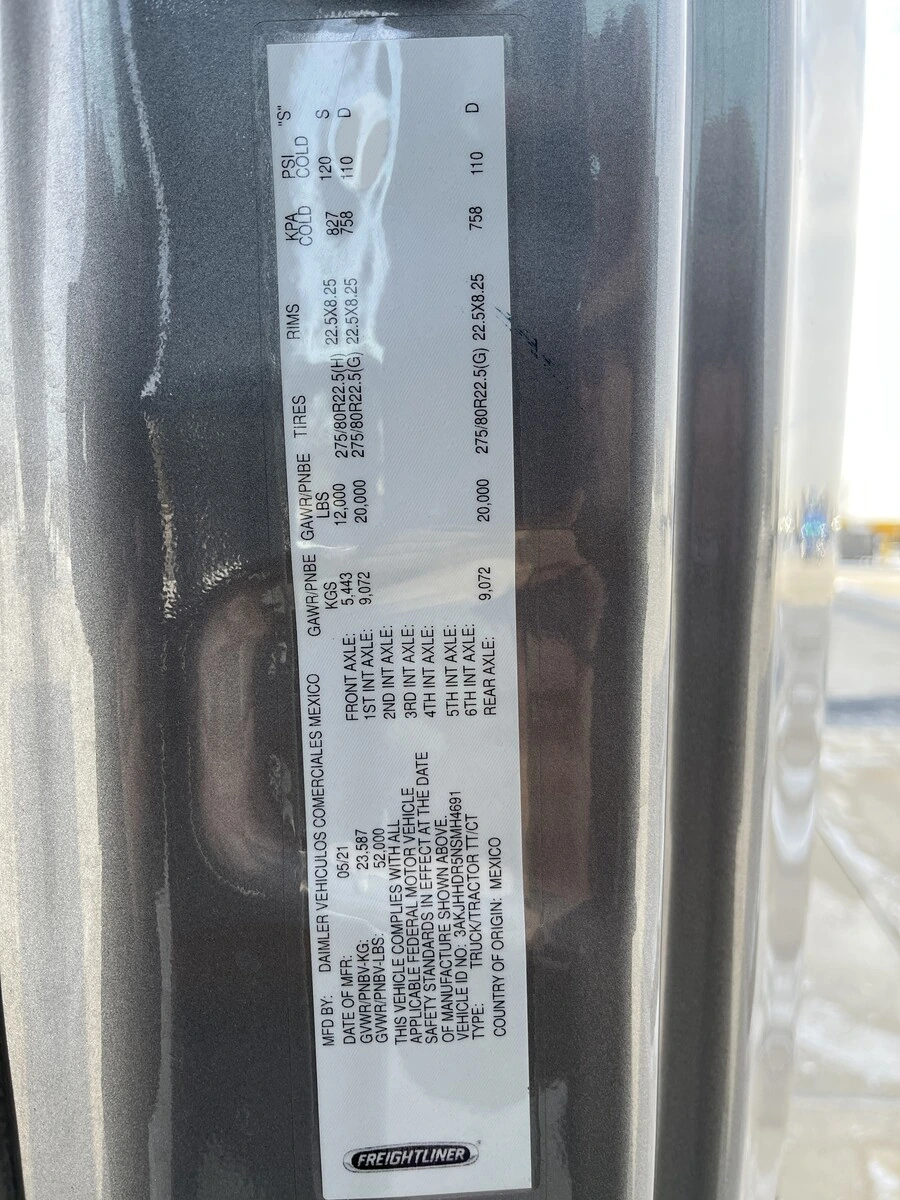 FREIGHTLINER
MFD BY: DAIMLER VEHICULOS COMERCIALES MEXICO
DATE OF MFR: 05/21
GVWR/PNBV-KG: 23,587
GVWR/PNBV-LBS: 52,000
THIS VEHICLE COMPLIES WITH ALL
APPLICABLE FEDERAL MOTOR VEHICLE
SAFETY STANDARDS IN EFFECT AT THE DATE
OF MANUFACTURE SHOWN ABOVE.
VEHICLE ID NO: 3AKJHHDR5NSMH4691
TYPE: TRUCK/TRACTOR TT/CT
COUNTRY OF ORIGIN: MEXICO
GAWR/PNBE GAWR/PNBE TIRES RIMS KPA PSI "S"
KGS LBS COLD COLD
FRONT AXLE: 5,443 12,000 275/80R22.5(H) 22.5X8.25 827 120 S
1ST INT AXLE: 9,072 20,000 275/80R22.5(G) 22.5X8.25 758 110 D
2ND INT AXLE:
3RD INT AXLE:
4TH INT AXLE:
5TH INT AXLE:
6TH INT AXLE:
REAR AXLE: 9,072 20,000 275/80R22.5(G) 22.5X8.25 758 110 D